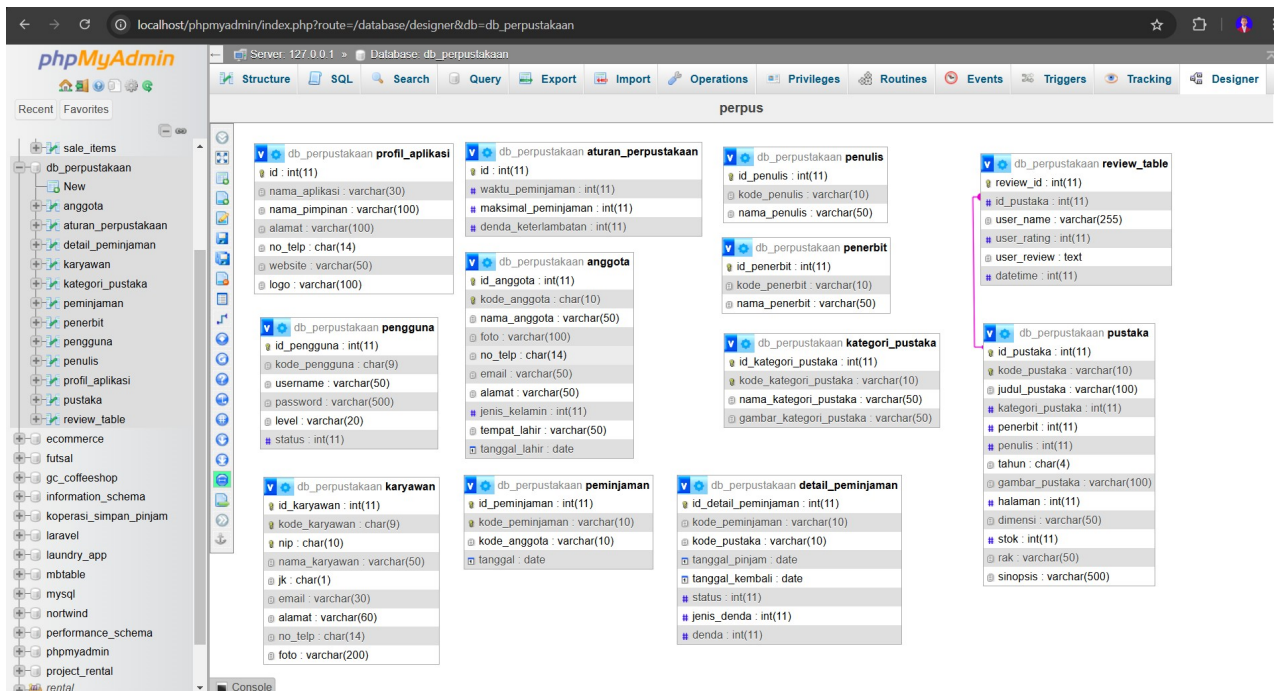 localhost/phpmyadmin/index.php?route=/database/designer&db=db_perpustakaan
phpMyAdmin
Recent Favorites
sale_items
db_perpustakaan
New
anggota
aturan_perpustakaan
detail_peminjaman
karyawan
kategori_pustaka
peminjaman
penerbit
pengguna
penulis
profil_aplikasi
pustaka
review_table
ecommerce
futsal
gc_coffeeshop
information_schema
koperasi_simpan_pinjam
laravel
laundry_app
mbtable
mysql
nortwind
performance_schema
phpmyadmin
project_rental
rental
Server: 127.0.0.1 » Database: db_perpustakaan
Structure SQL Search Query Export Import Operations Privileges Routines Events Triggers Tracking Designer
perpus
db_perpustakaan profil_aplikasi
id : int(11)
nama_aplikasi : varchar(30)
nama_pimpinan : varchar(100)
alamat : varchar(100)
no_telp : char(14)
website : varchar(50)
logo : varchar(100)
db_perpustakaan aturan_perpustakaan
id : int(11)
waktu_peminjaman : int(11)
maksimal_peminjaman : int(11)
denda_keterlambatan : int(11)
db_perpustakaan penulis
id_penulis : int(11)
kode_penulis : varchar(10)
nama_penulis : varchar(50)
db_perpustakaan review_table
review_id : int(11)
id_pustaka : int(11)
user_name : varchar(255)
user_rating : int(11)
user_review : text
datetime : int(11)
db_perpustakaan penerbit
id_penerbit : int(11)
kode_penerbit : varchar(10)
nama_penerbit : varchar(50)
db_perpustakaan anggota
id_anggota : int(11)
kode_anggota : char(10)
nama_anggota : varchar(50)
foto : varchar(100)
no_telp : char(14)
email : varchar(50)
alamat : varchar(50)
jenis_kelamin : int(11)
tempat_lahir : varchar(50)
tanggal_lahir : date
db_perpustakaan pengguna
id_pengguna : int(11)
kode_pengguna : char(9)
username : varchar(50)
password : varchar(500)
level : varchar(20)
status : int(11)
db_perpustakaan kategori_pustaka
id_kategori_pustaka : int(11)
kode_kategori_pustaka : varchar(10)
nama_kategori_pustaka : varchar(50)
gambar_kategori_pustaka : varchar(50)
db_perpustakaan pustaka
id_pustaka : int(11)
kode_pustaka : varchar(10)
judul_pustaka : varchar(100)
kategori_pustaka : int(11)
penerbit : int(11)
penulis : int(11)
tahun : char(4)
gambar_pustaka : varchar(100)
halaman : int(11)
dimensi : varchar(50)
stok : int(11)
rak : varchar(50)
sinopsis : varchar(500)
db_perpustakaan karyawan
id_karyawan : int(11)
kode_karyawan : char(9)
nip : char(10)
nama_karyawan : varchar(50)
jk : char(1)
email : varchar(30)
alamat : varchar(60)
no_telp : char(14)
foto : varchar(200)
db_perpustakaan peminjaman
id_peminjaman : int(11)
kode_peminjaman : varchar(10)
kode_anggota : varchar(10)
tanggal : date
db_perpustakaan detail_peminjaman
id_detail_peminjaman : int(11)
kode_peminjaman : varchar(10)
kode_pustaka : varchar(10)
tanggal_pinjam : date
tanggal_kembali : date
status : int(11)
jenis_denda : int(11)
denda : int(11)
Console